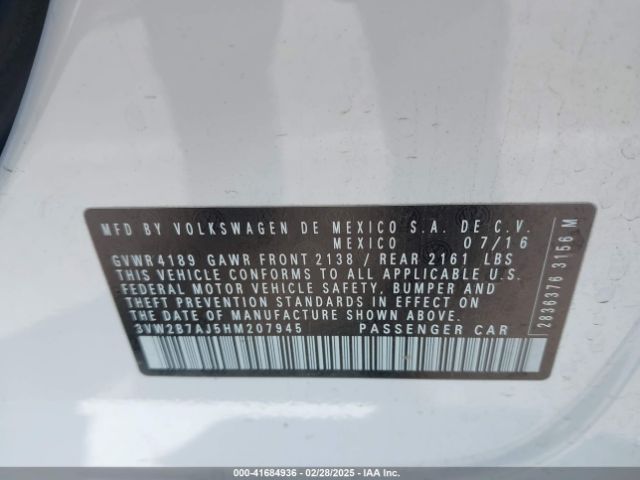 MFD BY VOLKSWAGEN DE MEXICO S.A. DE C.V.
MEXICO 07/16
GVWR 4189 GAWR FRONT 2138 / REAR 2161 LBS
THIS VEHICLE CONFORMS TO ALL APPLICABLE U.S.
FEDERAL MOTOR VEHICLE SAFETY, BUMPER AND
THEFT PREVENTION STANDARDS IN EFFECT ON
THE DATE OF MANUFACTURE SHOWN ABOVE.
3VW2B7AJ5HM207945 PASSENGER CAR
2836376 3156 M
000-41684936 - 02/28/2025 - IAAI.COM